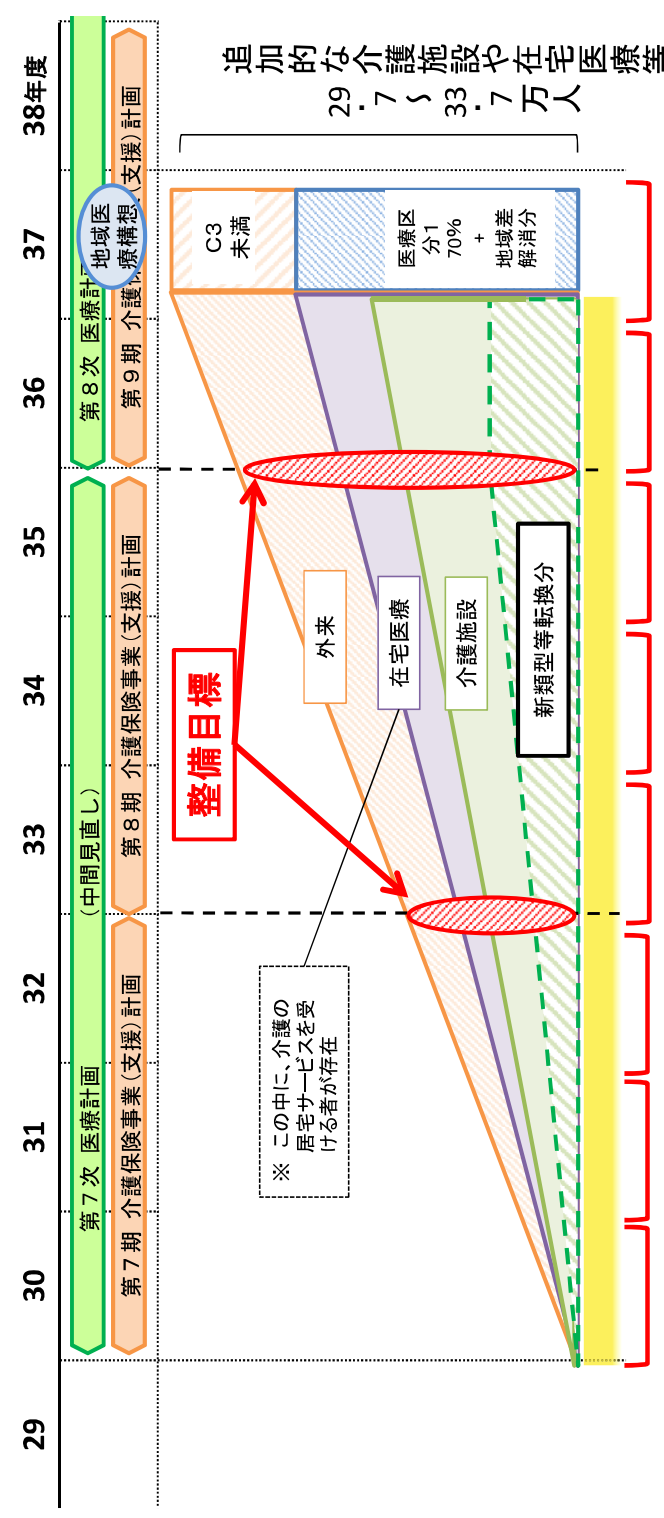 29
30
31
32
33
34
35
36
37
38年度
第７次 医療計画
（中間見直し）
第８次 医療計
第７期 介護保険事業（支援）計画
第８期 介護保険事業（支援）計画
第９期 介護保
（支援）計画
地域医
療構想
整備目標
外来
在宅医療
介護施設
新類型等転換分
※ この中に、介護の
居宅サービスを受
ける者が存在
C3
未満
医療区
分1
70%
+
地域差
解消分
追加的な介護施設や在宅医療等
29.7～33.7万人